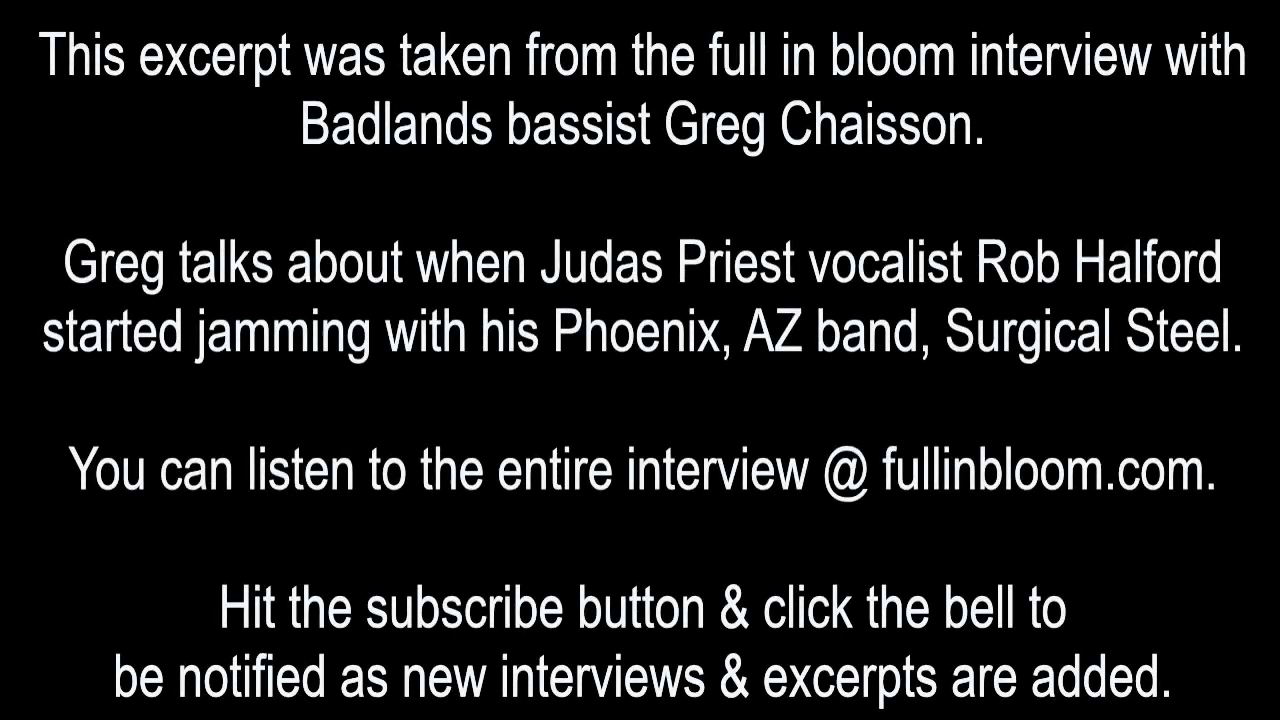 This excerpt was taken from the full in bloom interview with
Badlands bassist Greg Chaisson.
Greg talks about when Judas Priest vocalist Rob Halford
started jamming with his Phoenix, AZ band, Surgical Steel.
You can listen to the entire interview @ fullinbloom.com.
Hit the subscribe button & click the bell to
be notified as new interviews & excerpts are added.